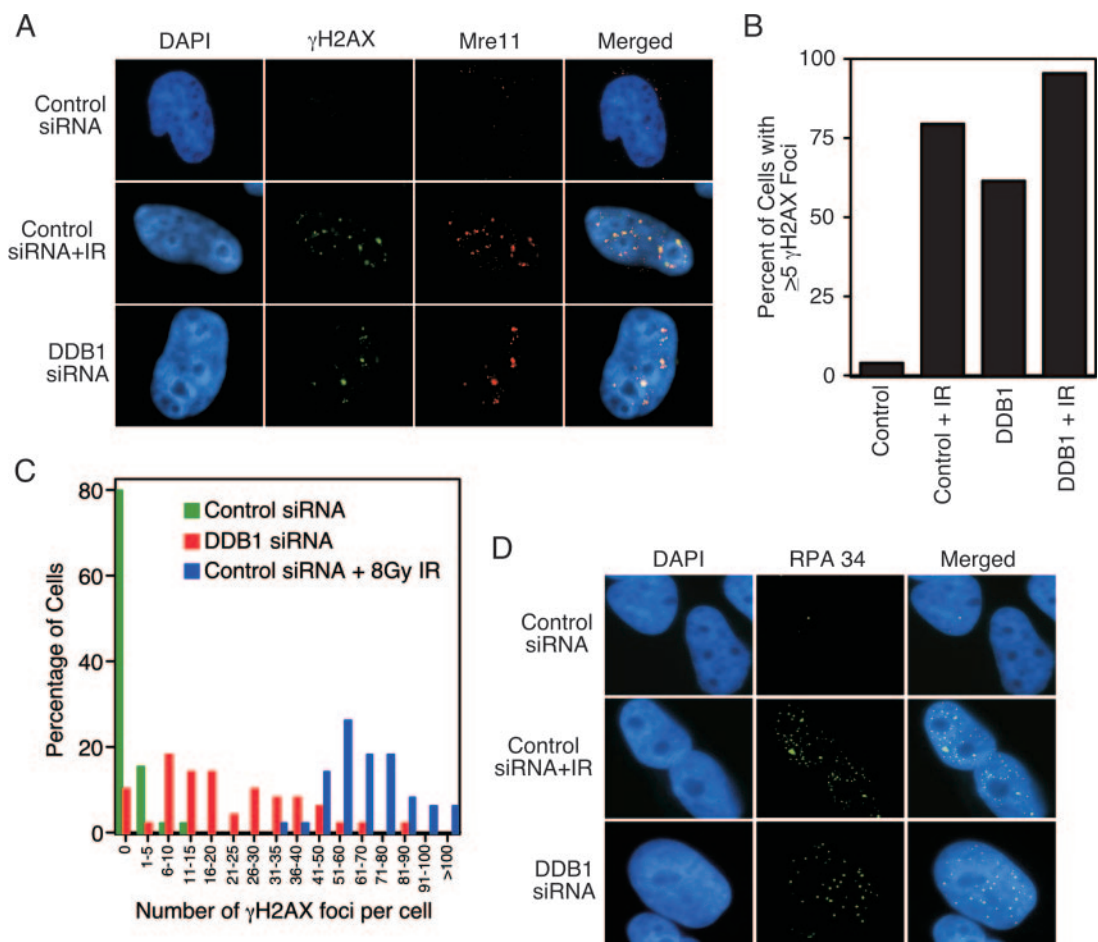 A
DAPI
γH2AX
Mre11
Merged
Control
siRNA
Control
siRNA+IR
DDB1
siRNA
B
Percent of Cells with
≥5 γH2AX Foci
100
75
50
25
0
Control
Control + IR
DDB1
DDB1 + IR
C
Percentage of Cells
80
60
40
20
0
Control siRNA
DDB1 siRNA
Control siRNA + 8Gy IR
0
1-5
6-10
11-15
16-20
21-25
26-30
31-35
36-40
41-50
51-60
61-70
71-80
81-90
91-100
>100
Number of γH2AX foci per cell
D
DAPI
RPA 34
Merged
Control
siRNA
Control
siRNA+IR
DDB1
siRNA